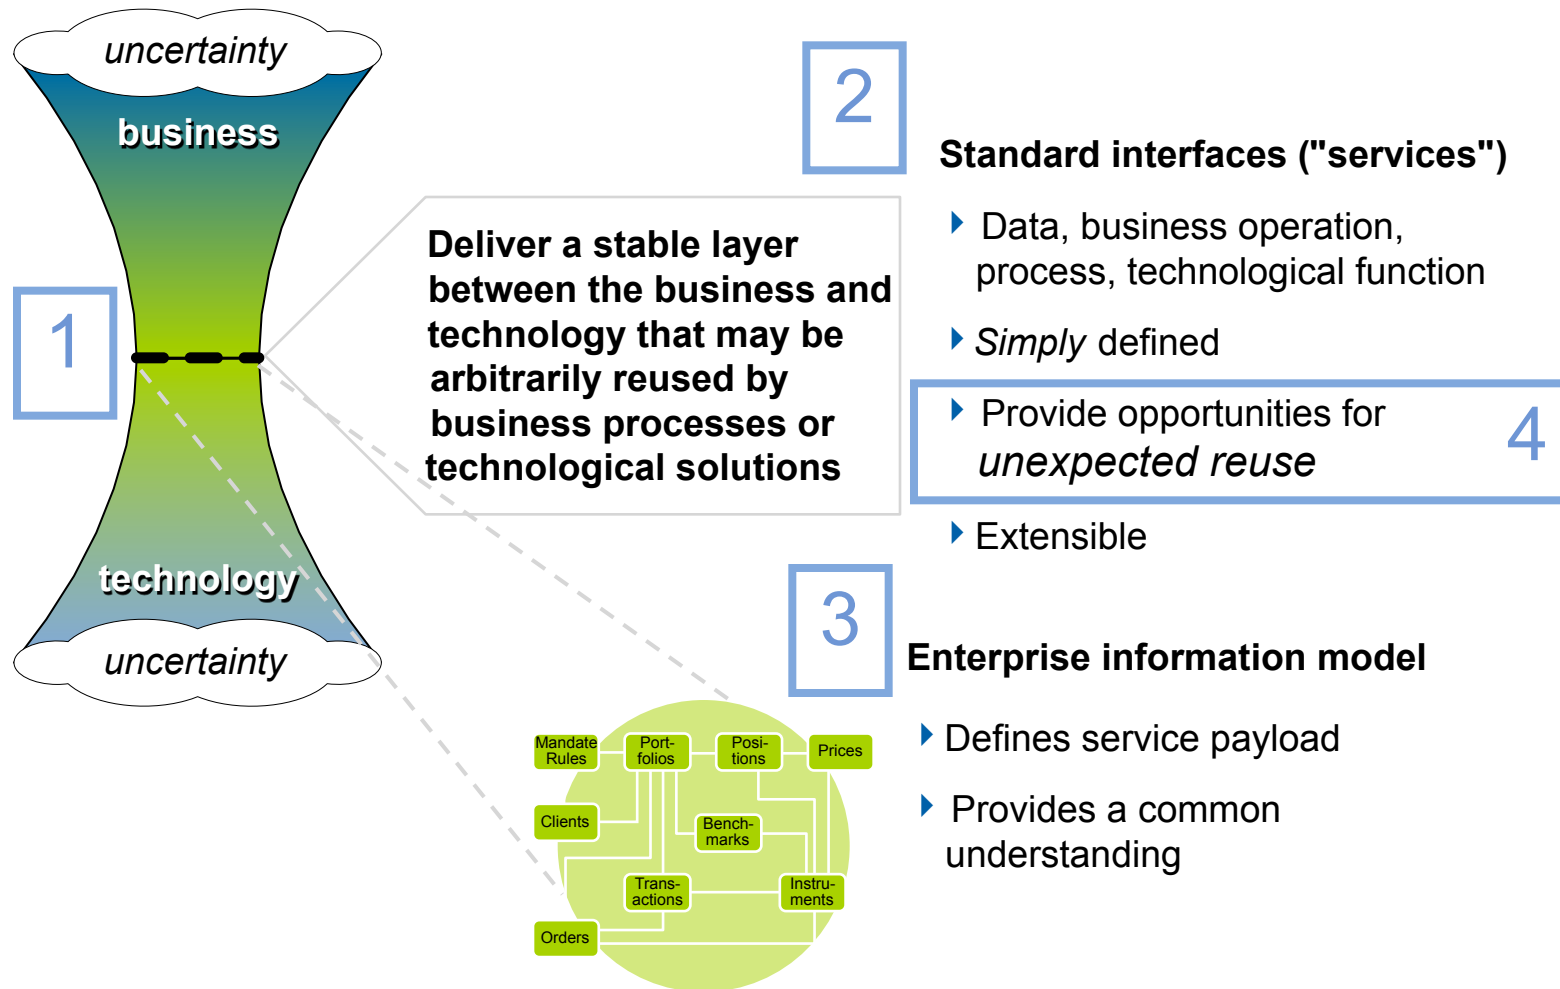 uncertainty
business
1
technology
uncertainty
Deliver a stable layer
between the business and
technology that may be
arbitrarily reused by
business processes or
technological solutions
2
Standard interfaces ("services")
Data, business operation,
process, technological function
Simply defined
Provide opportunities for
unexpected reuse
4
Extensible
3
Enterprise information model
Defines service payload
Provides a common
understanding
Mandate
Rules
Port-
folios
Posi-
tions
Prices
Clients
Bench-
marks
Trans-
actions
Instru-
ments
Orders